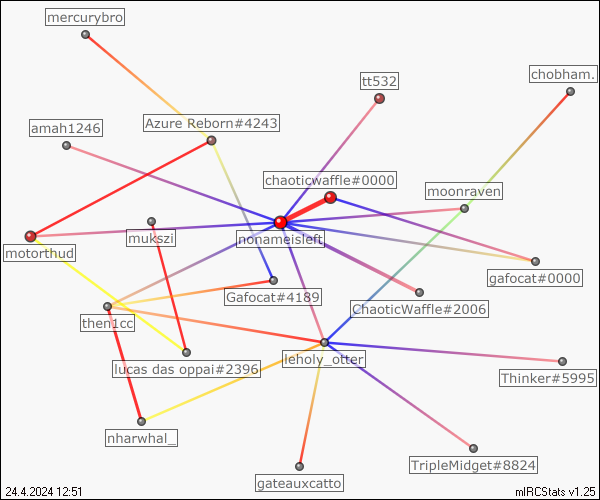 mercurybro
tt532
chobham.
amah1246
Azure Reborn#4243
chaoticwaffle#0000
moonraven
motorthud
mukszi
nonameisleft
gafocat#0000
Gafocat#4189
ChaoticWaffle#2006
then1cc
lucas das oppai#2396
leholy_otter
Thinker#5995
nharwhal_
TripleMidget#8824
gateauxcatto
24.4.2024 12:51
mIRCStats v1.25